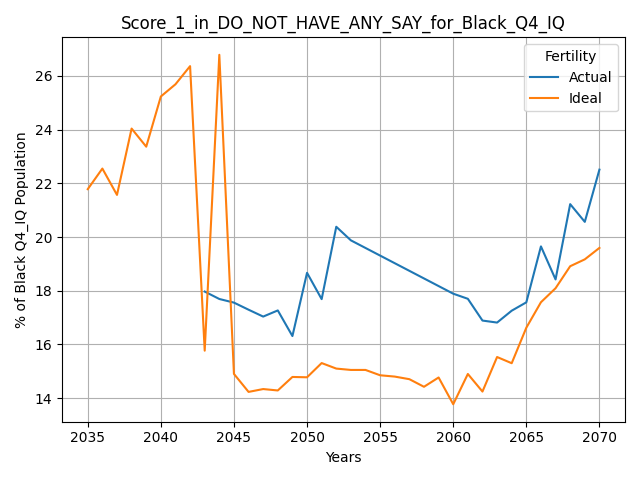 Score_1_in_DO_NOT_HAVE_ANY_SAY_for_Black_Q4_IQ
Fertility
Actual
Ideal
% of Black Q4_IQ Population
26
24
22
20
18
16
14
2035 2040 2045 2050 2055 2060 2065 2070
Years